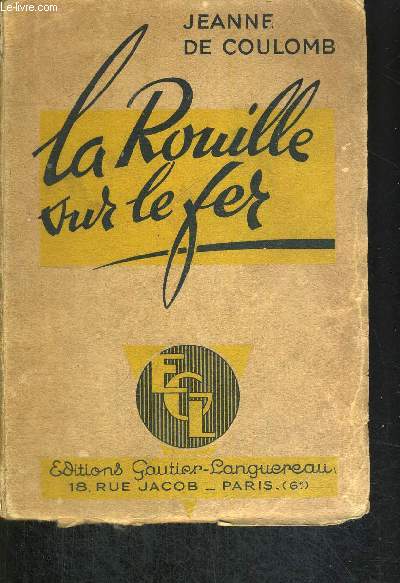 Le-livre.com
JEANNE
DE COULOMB
La Rouille
sur le fer
EGL
Editions Gautier-Languereau
18, RUE JACOB _ PARIS. (6e)